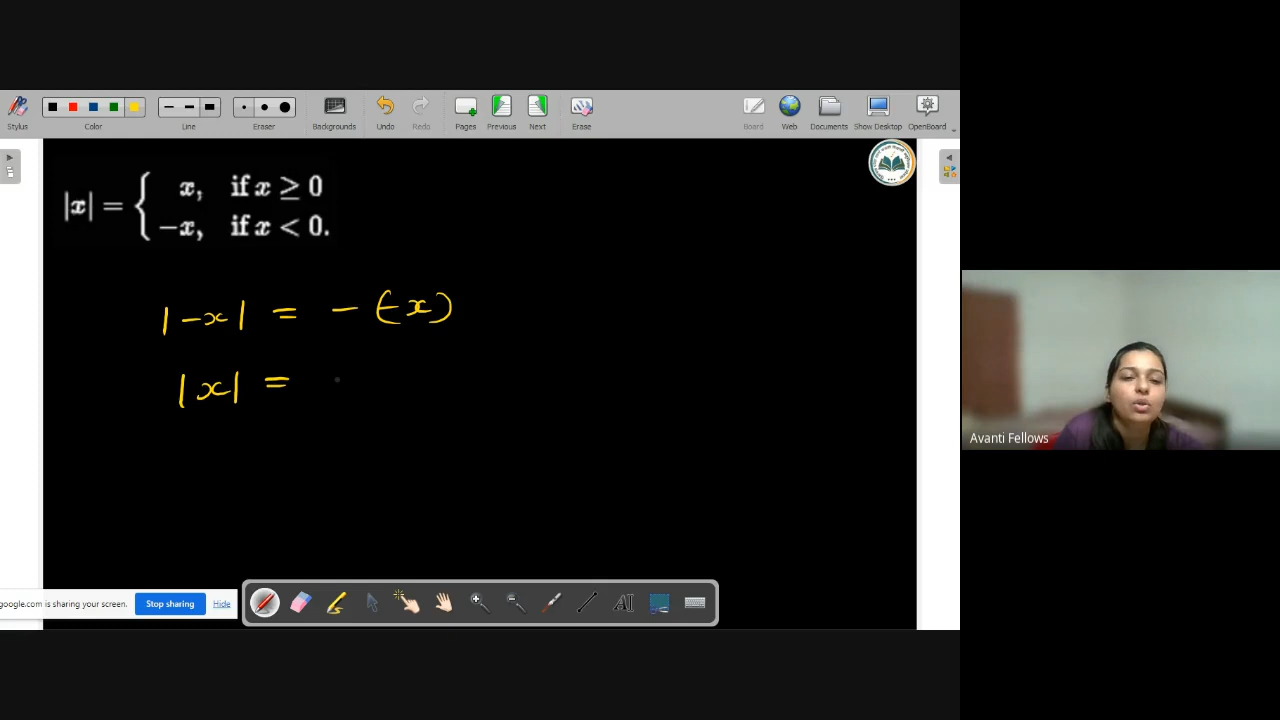 Stylus Color Line Eraser Backgrounds Undo Redo Pages Previous Next Erase Board Web Documents Show Desktop OpenBoard
|x| = { x, if x ≥ 0
-x, if x < 0.
|-x| = - (-x)
|x| =
Avanti Fellows
google.com is sharing your screen. Stop sharing Hide